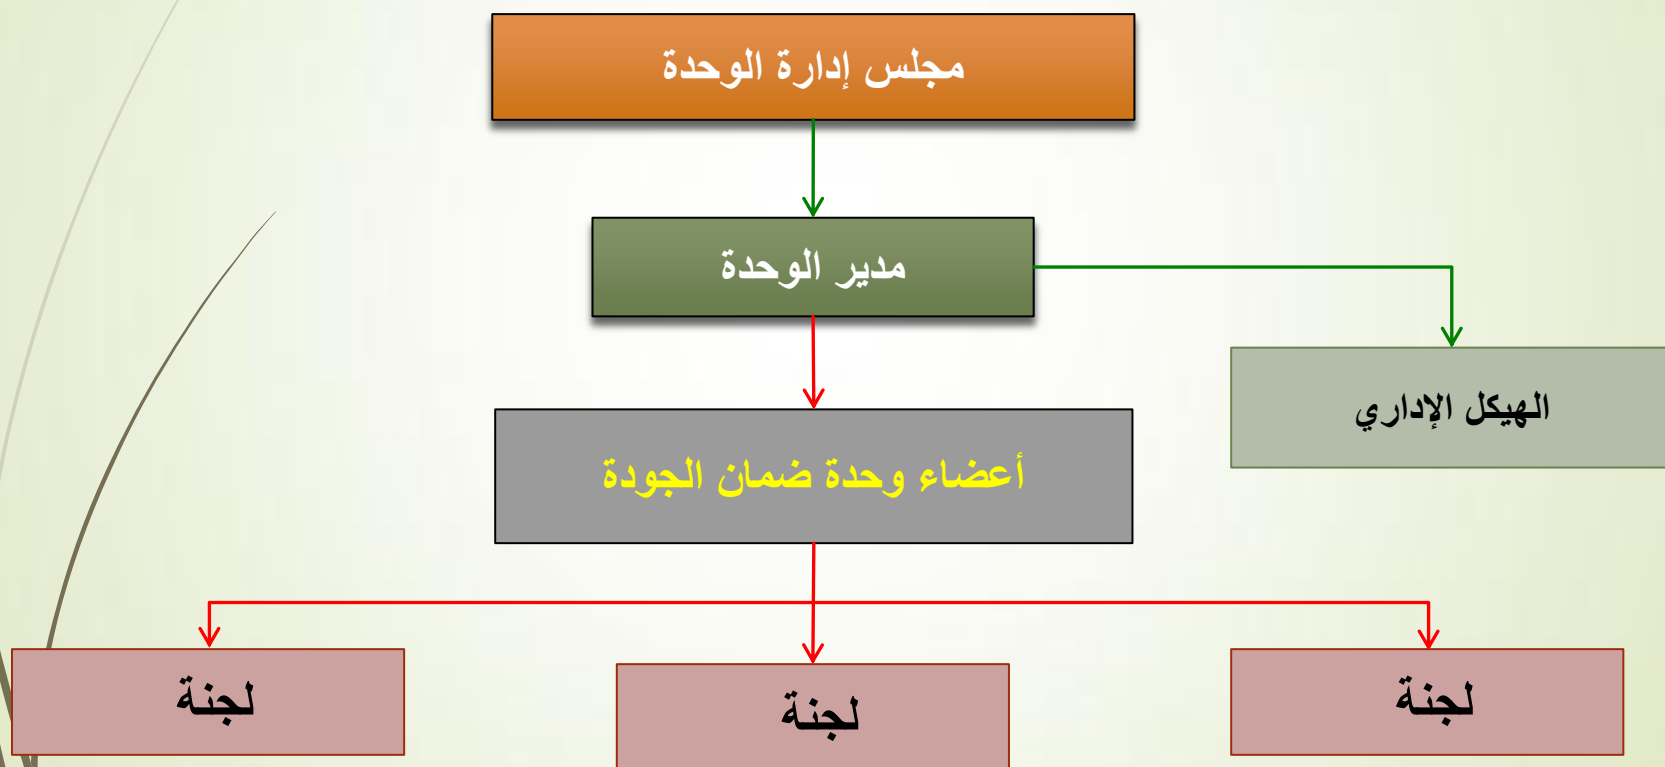 مجلس إدارة الوحدة
مدير الوحدة
الهيكل الإداري
أعضاء وحدة ضمان الجودة
لجنة
لجنة
لجنة